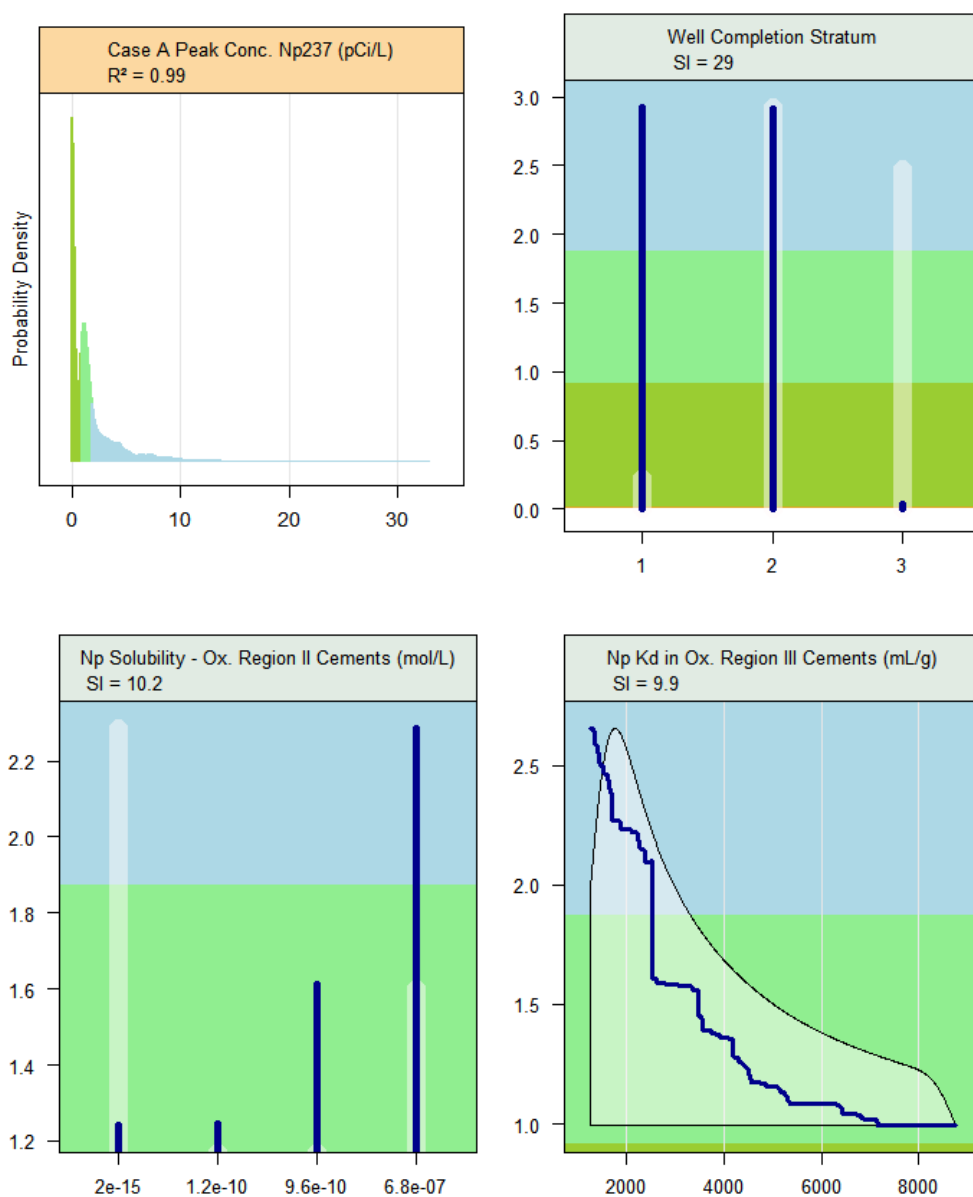 Case A Peak Conc. Np237 (pCi/L)
R² = 0.99
Probability Density
0 10 20 30
Well Completion Stratum
SI = 29
3.0
2.5
2.0
1.5
1.0
0.5
0.0
1 2 3
Np Solubility - Ox. Region II Cements (mol/L)
SI = 10.2
2.2
2.0
1.8
1.6
1.4
1.2
2e-15 1.2e-10 9.6e-10 6.8e-07
Np Kd in Ox. Region III Cements (mL/g)
SI = 9.9
2.5
2.0
1.5
1.0
2000 4000 6000 8000